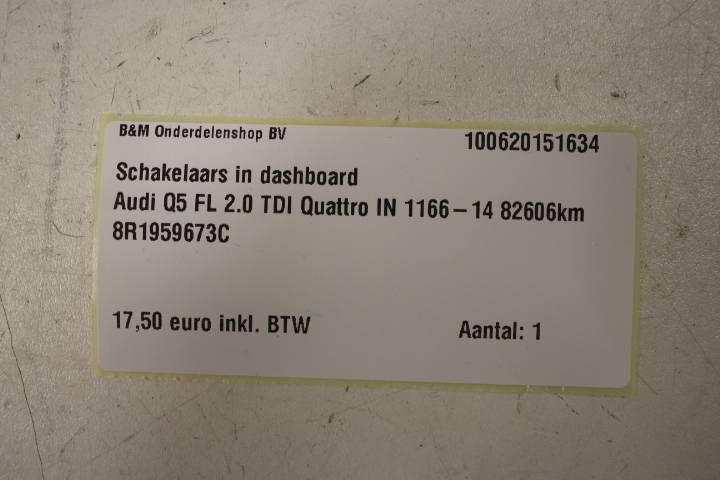 B&M Onderdelenshop BV
100620151634
Schakelaars in dashboard
Audi Q5 FL 2.0 TDI Quattro IN 1166-14 82606km
8R1959673C
17,50 euro inkl. BTW Aantal: 1